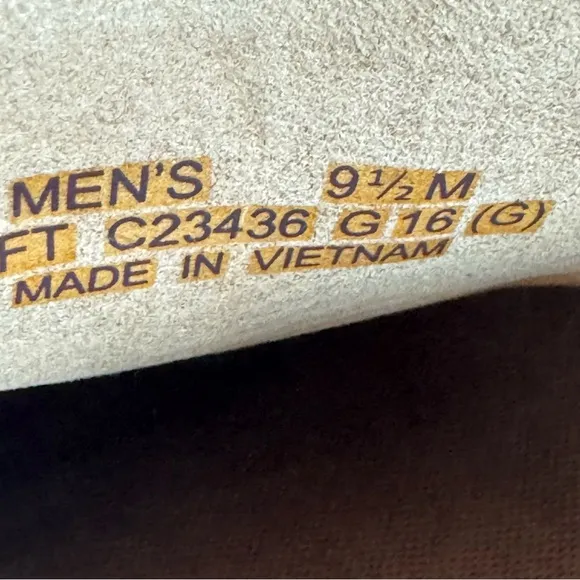 MEN'S 9½ M
FT C23436 G 16 (G)
MADE IN VIETNAM